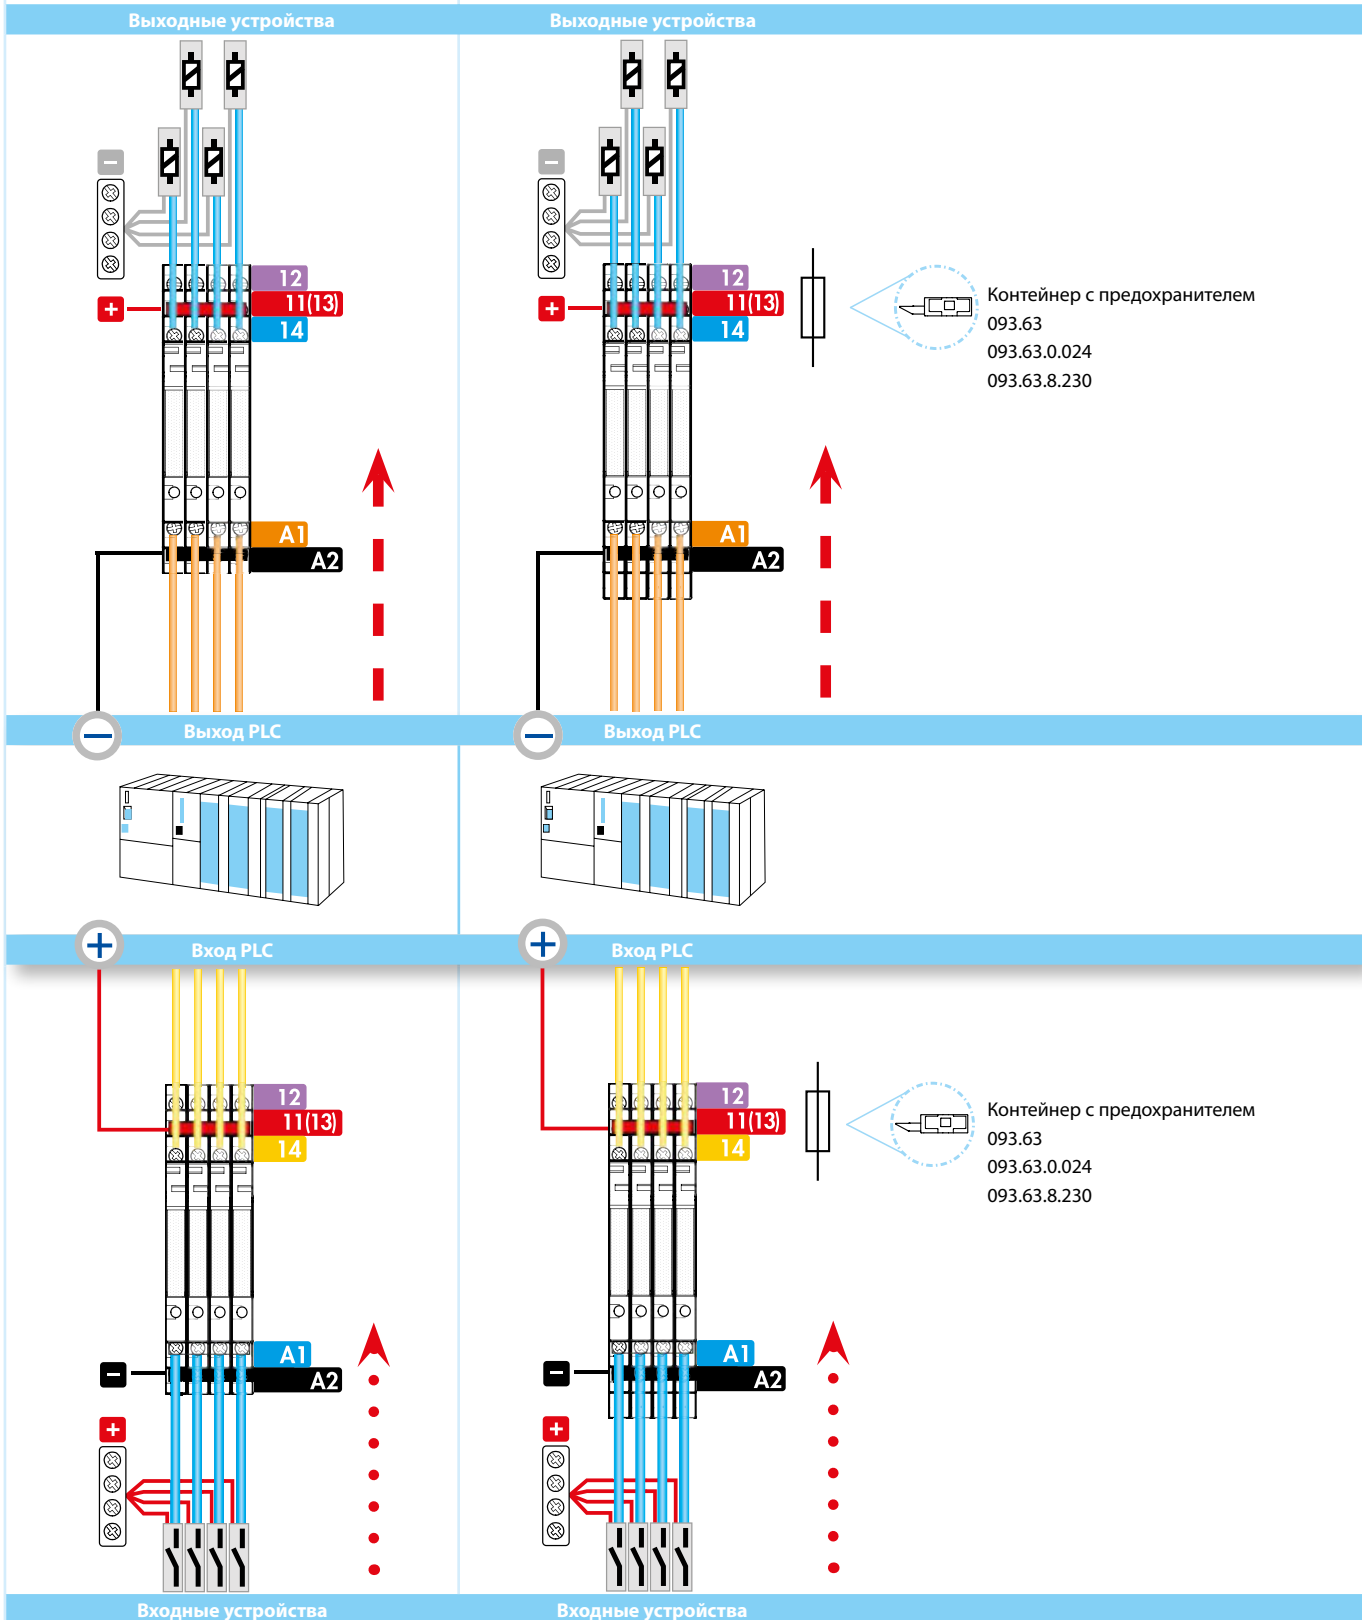 Выходные устройства Выходные устройства
− −
12 12
+ 11(13) + 11(13)
14 14
Контейнер с предохранителем
093.63
093.63.0.024
093.63.8.230
A1 A1
A2 A2
− Выход PLC − Выход PLC
+ Вход PLC + Вход PLC
12 12
11(13) 11(13)
14 14
Контейнер с предохранителем
093.63
093.63.0.024
093.63.8.230
A1 A1
− A2 − A2
+ +
Входные устройства Входные устройства